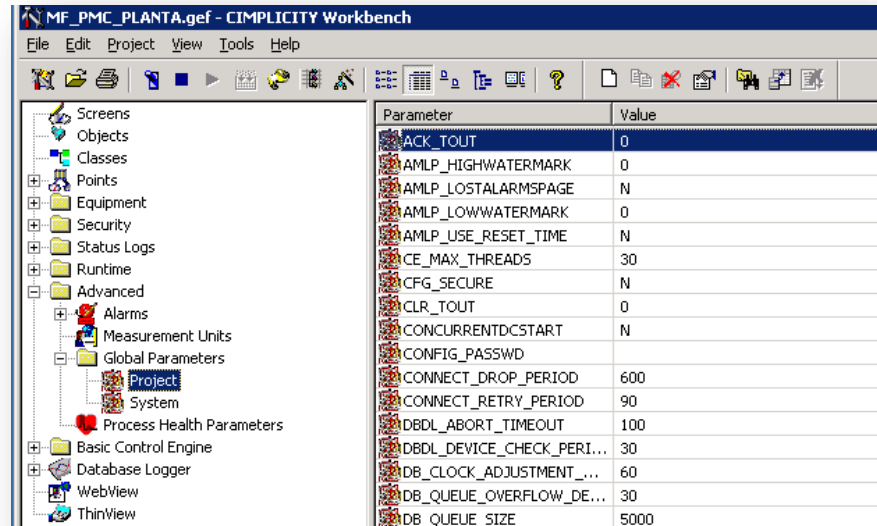 MF_PMC_PLANTA.gef - CIMPLICITY Workbench
File Edit Project View Tools Help
Screens
Objects
Classes
Points
Equipment
Security
Status Logs
Runtime
Advanced
Alarms
Measurement Units
Global Parameters
Project
System
Process Health Parameters
Basic Control Engine
Database Logger
WebView
ThinView
Parameter Value
ACK_TOUT 0
AMLP_HIGHWATERMARK 0
AMLP_LOSTALARMSPAGE N
AMLP_LOWWATERMARK 0
AMLP_USE_RESET_TIME N
CE_MAX_THREADS 30
CFG_SECURE N
CLR_TOUT 0
CONCURRENTDCSTART N
CONFIG_PASSWD
CONNECT_DROP_PERIOD 600
CONNECT_RETRY_PERIOD 90
DBDL_ABORT_TIMEOUT 100
DBDL_DEVICE_CHECK_PERI... 30
DB_CLOCK_ADJUSTMENT_... 60
DB_QUEUE_OVERFLOW_DE... 30
DB_QUEUE_SIZE 5000